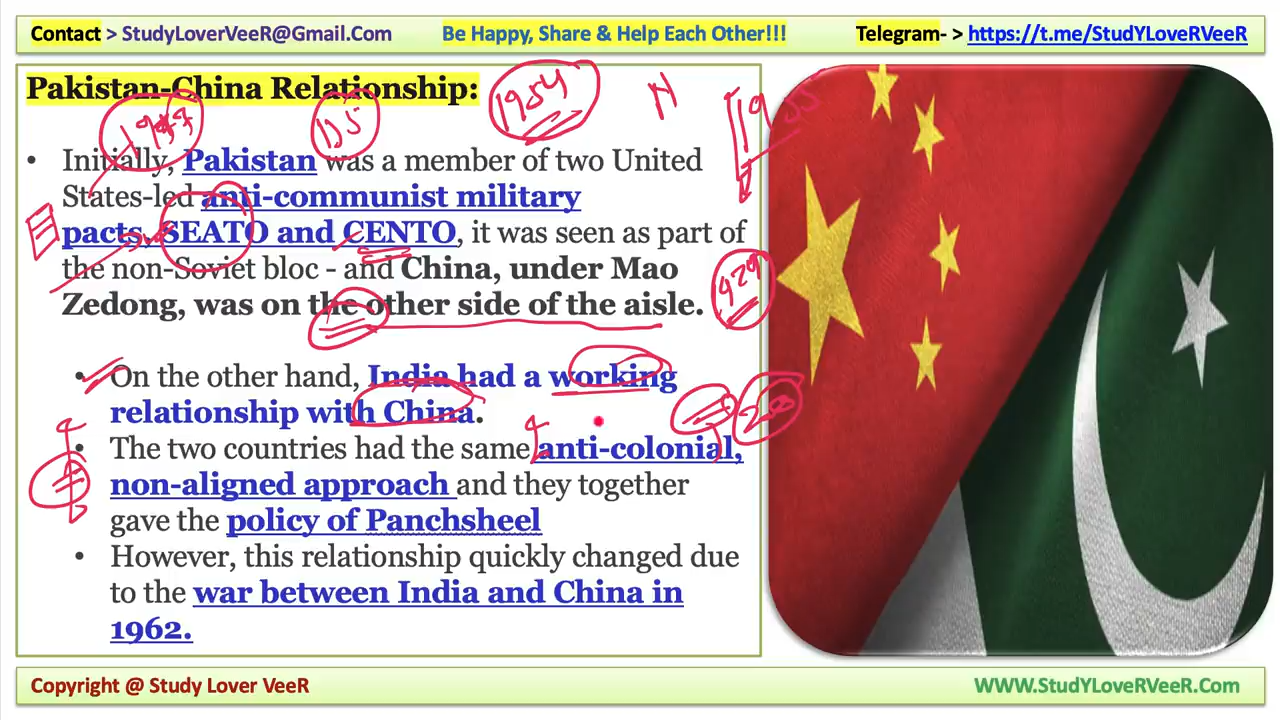 Contact > StudyLoverVeeR@Gmail.Com Be Happy, Share & Help Each Other!!! Telegram- > https://t.me/StudYLoveRVeeR
Pakistan-China Relationship:
1954
N
1955
1947
• Initially, Pakistan was a member of two United
States-led anti-communist military
pacts, SEATO and CENTO, it was seen as part of
the non-Soviet bloc - and China, under Mao
Zedong, was on the other side of the aisle.
• On the other hand, India had a working
relationship with China.
• The two countries had the same anti-colonial,
non-aligned approach and they together
gave the policy of Panchsheel
• However, this relationship quickly changed due
to the war between India and China in
1962.
Copyright @ Study Lover VeeR WWW.StudYLoveRVeeR.Com